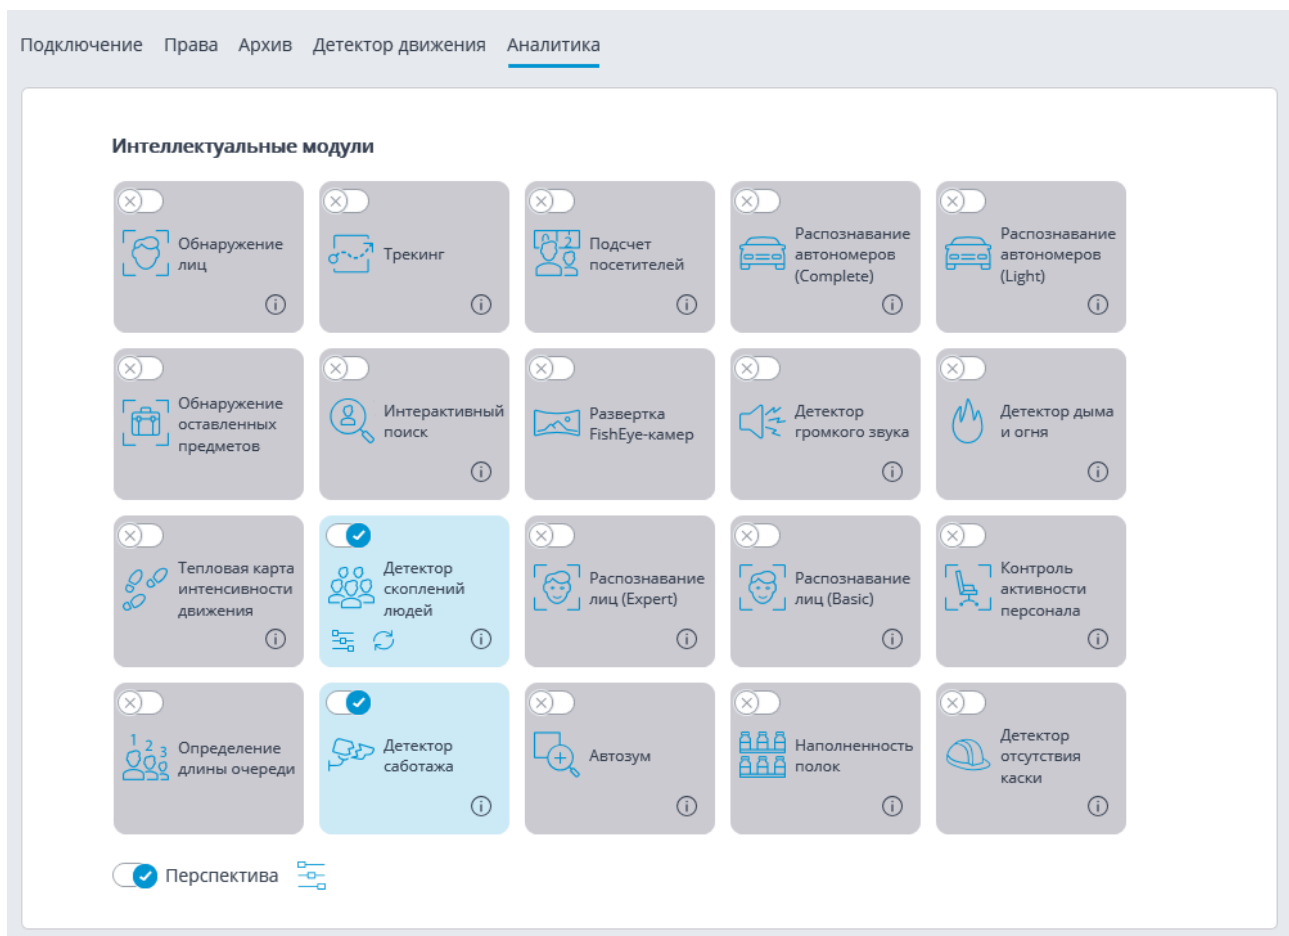 Подключение Права Архив Детектор движения Аналитика
Интеллектуальные модули
Обнаружение
лиц
Трекинг
Подсчет
посетителей
Распознавание
автономеров
(Complete)
Распознавание
автономеров
(Light)
Обнаружение
оставленных
предметов
Интерактивный
поиск
Развертка
FishEye-камер
Детектор
громкого звука
Детектор дыма
и огня
Тепловая карта
интенсивности
движения
Детектор
скоплений
людей
Распознавание
лиц (Expert)
Распознавание
лиц (Basic)
Контроль
активности
персонала
1 2 3
Определение
длины очереди
Детектор
саботажа
Автозум
Наполненность
полок
Детектор
отсутствия
каски
Перспектива